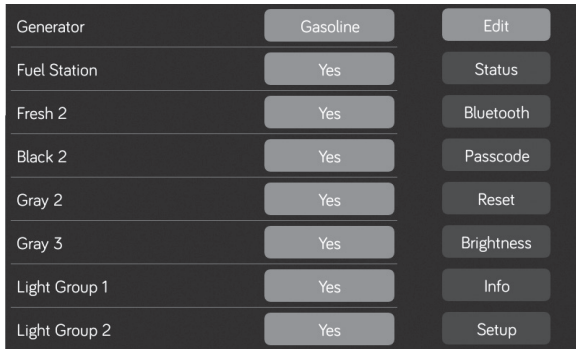 Generator Gasoline Edit
Fuel Station Yes Status
Fresh 2 Yes Bluetooth
Black 2 Yes Passcode
Gray 2 Yes Reset
Gray 3 Yes Brightness
Light Group 1 Yes Info
Light Group 2 Yes Setup